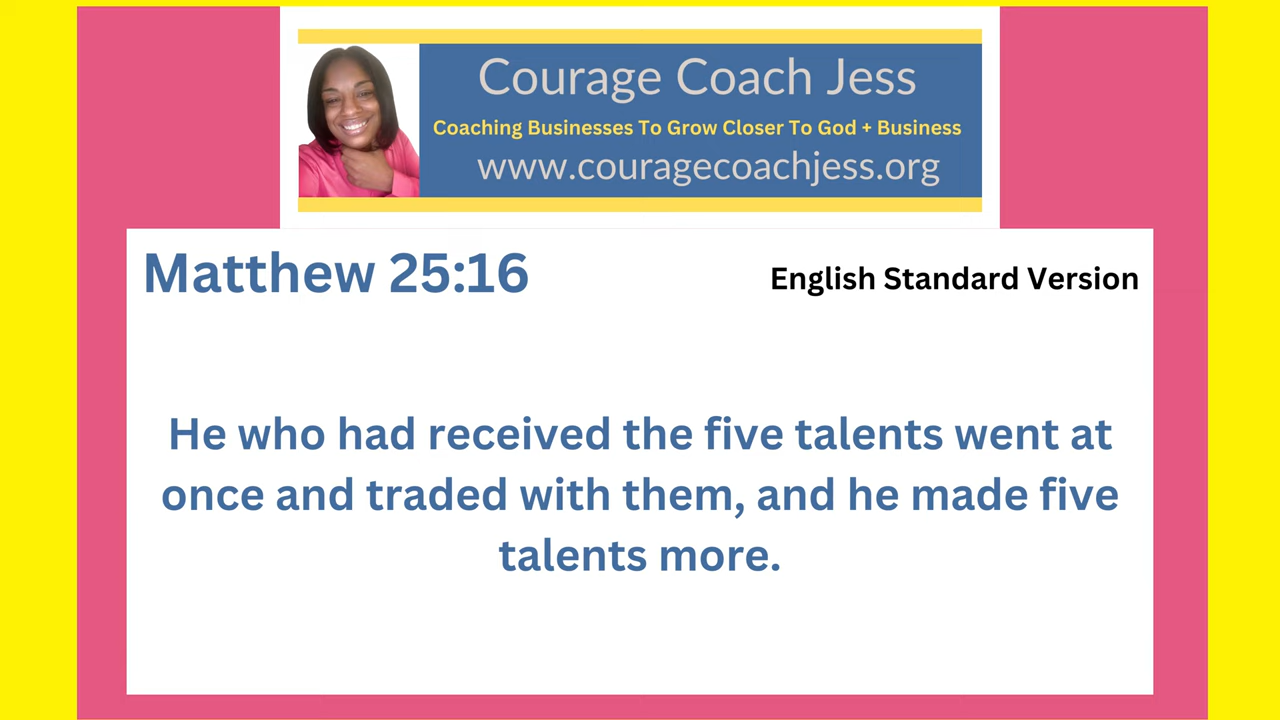 Courage Coach Jess
Coaching Businesses To Grow Closer To God + Business
www.couragecoachjess.org
Matthew 25:16
English Standard Version
He who had received the five talents went at
once and traded with them, and he made five
talents more.